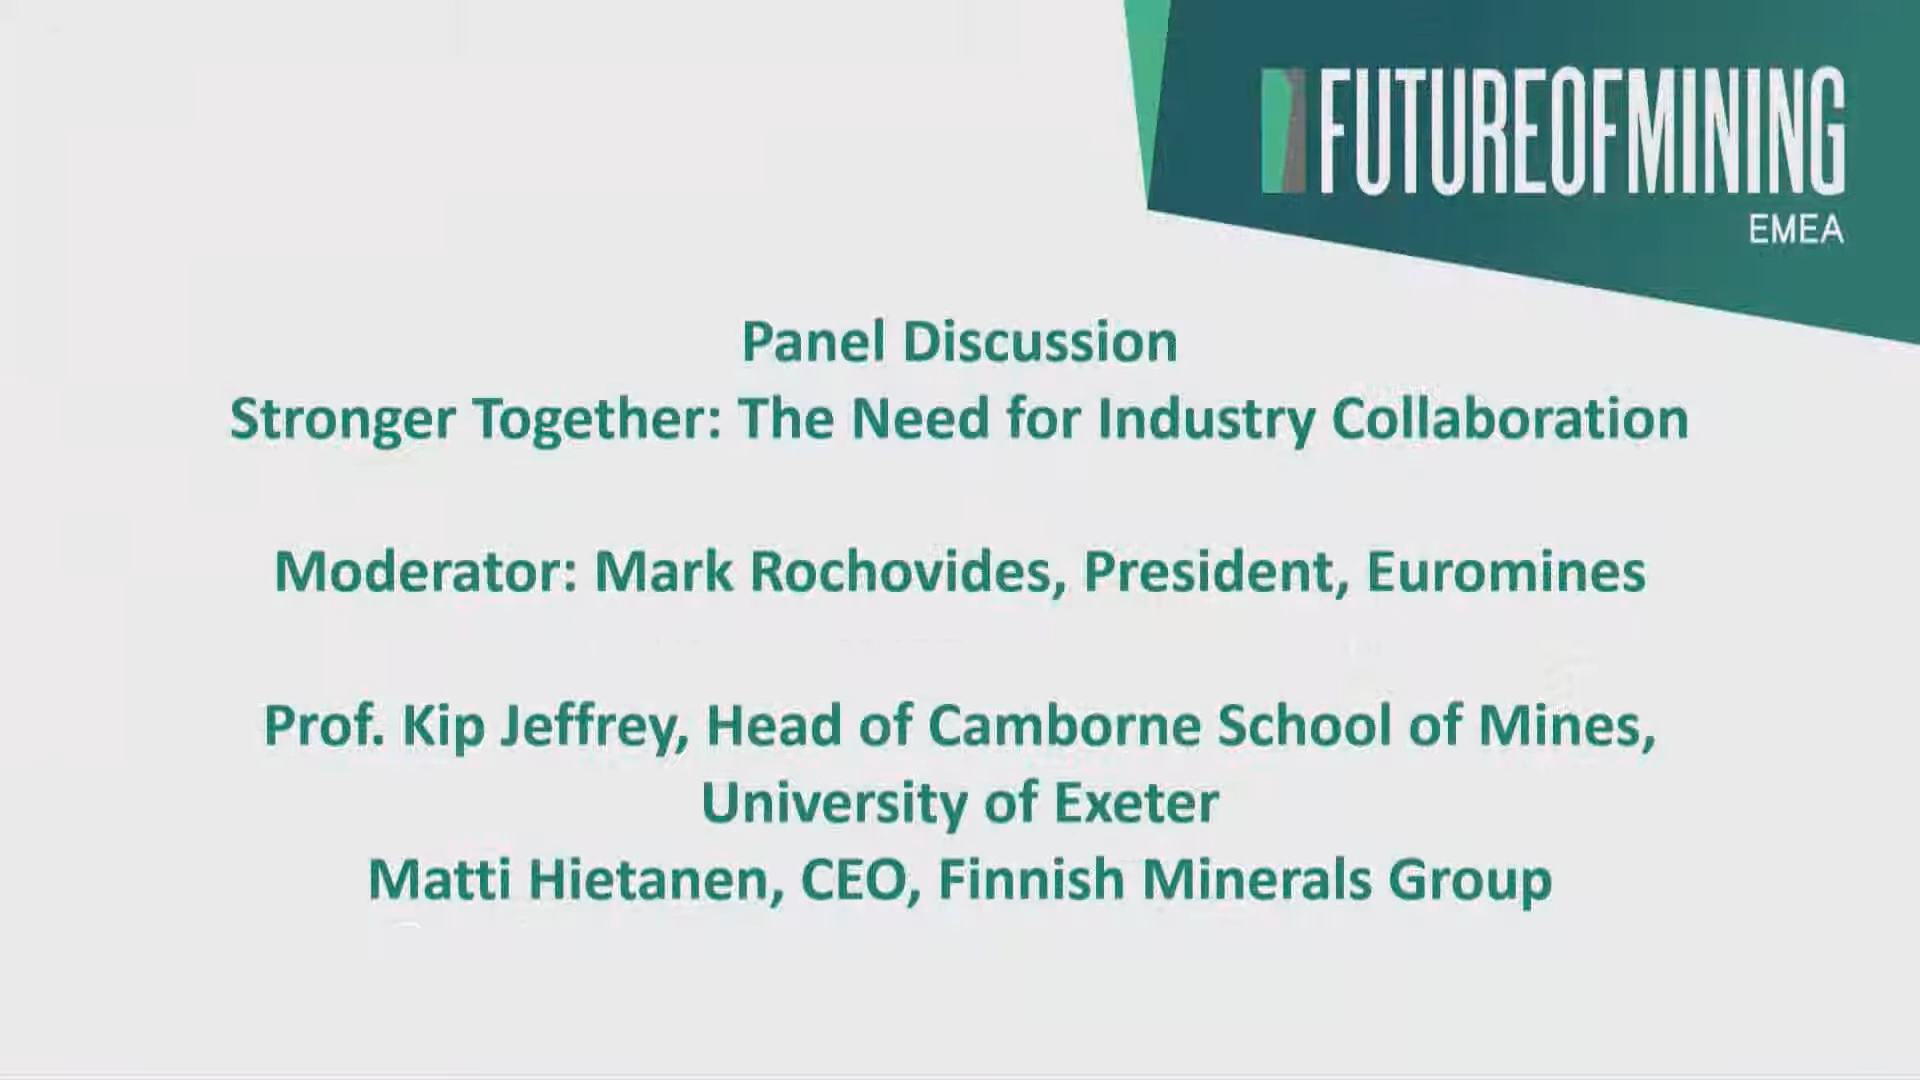 FUTUREOFMINING
EMEA
Panel Discussion
Stronger Together: The Need for Industry Collaboration
Moderator: Mark Rochovides, President, Euromines
Prof. Kip Jeffrey, Head of Camborne School of Mines,
University of Exeter
Matti Hietanen, CEO, Finnish Minerals Group